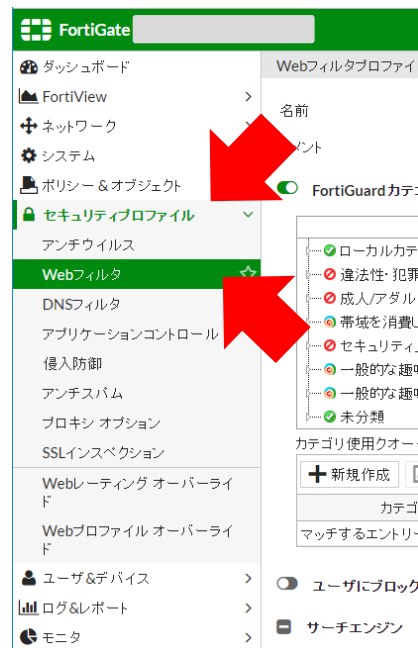 FortiGate
ダッシュボード
FortiView
ネットワーク
システム
ポリシー & オブジェクト
セキュリティプロファイル
アンチウイルス
Webフィルタ
DNSフィルタ
アプリケーションコントロール
侵入防御
アンチスパム
プロキシ オプション
SSLインスペクション
Webレーティング オーバーライ
ド
Webプロファイル オーバーライ
ド
ユーザ&デバイス
ログ&レポート
モニタ
Webフィルタプロファイ
名前
ント
FortiGuardカテ
ローカルカテ
違法性・犯罪
成人/アダル
帯域を消費
セキュリティ
一般的な趣
一般的な趣
未分類
カテゴリ使用クオー
新規作成
カテゴ
マッチするエントリー
ユーザにブロック
サーチエンジン